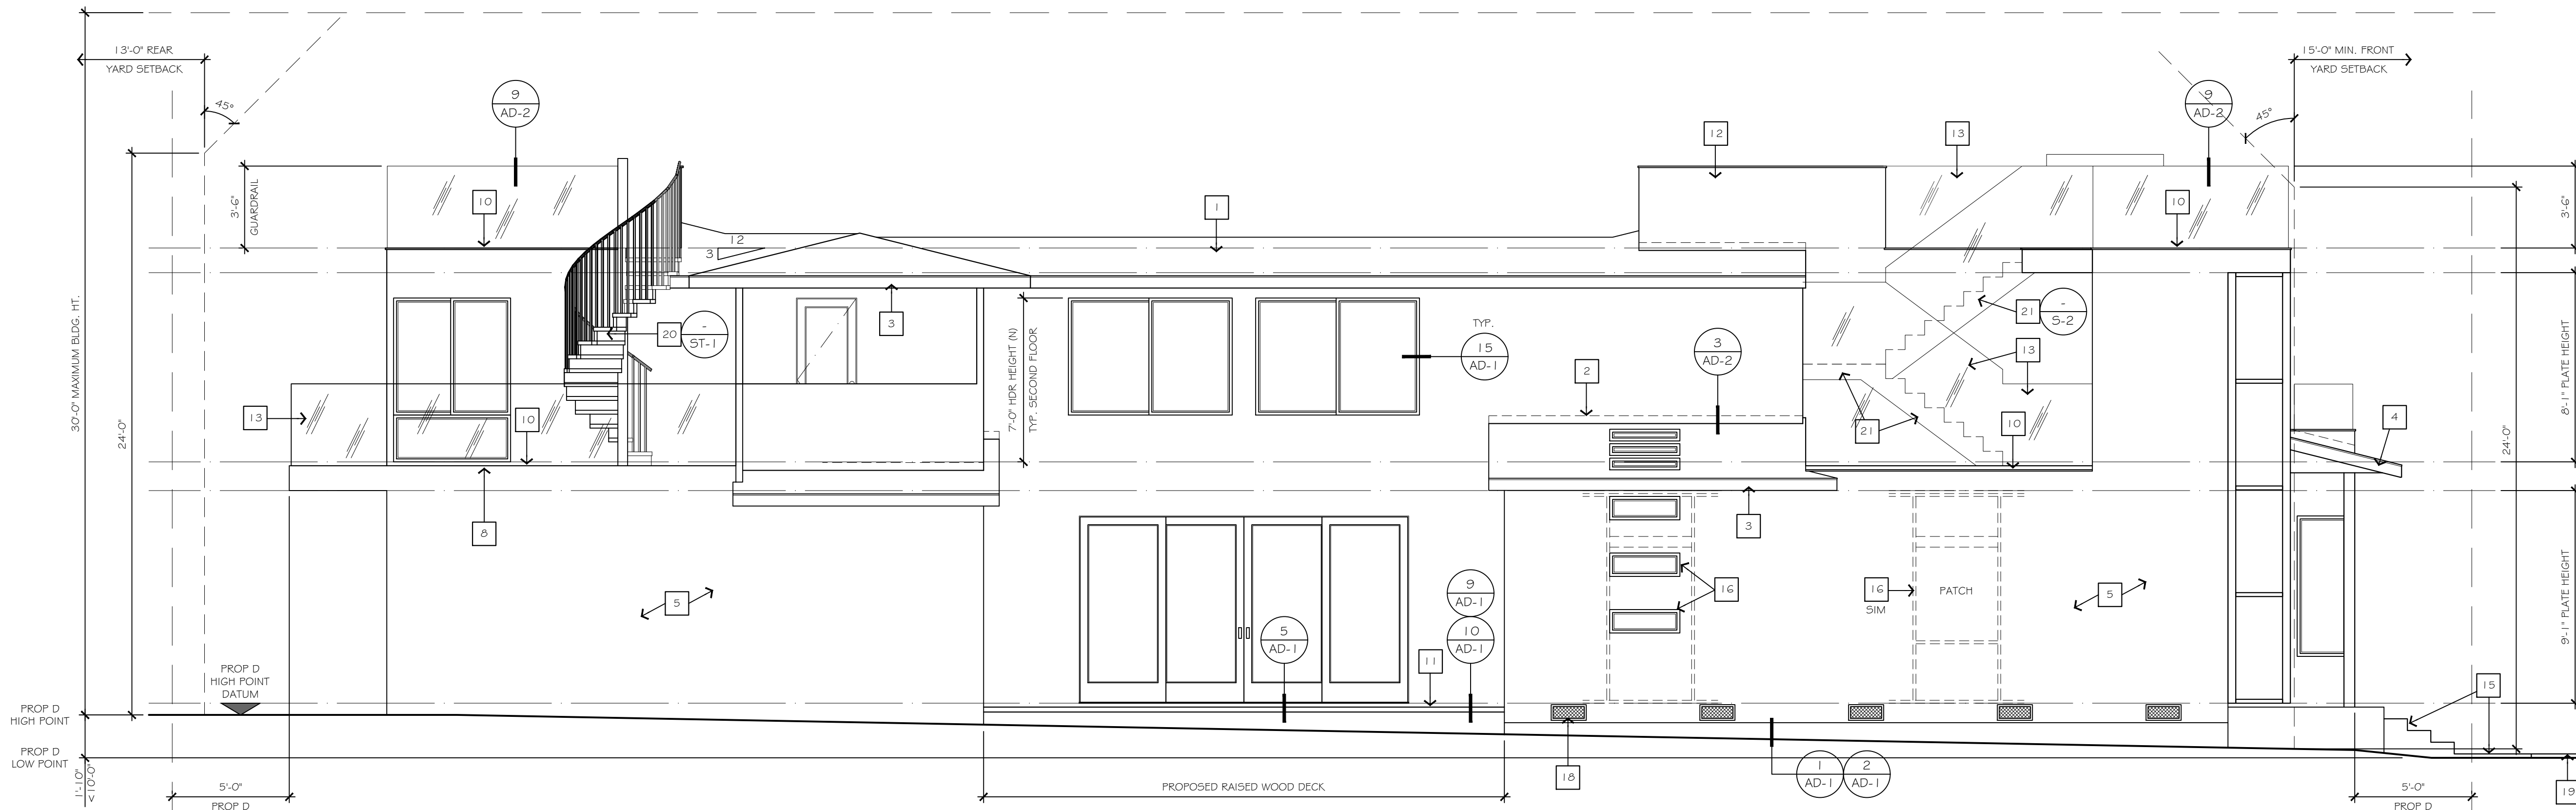 13'-0" REAR
YARD SETBACK
45°
9
AD-2
12
13
9
AD-2
45°
15'-0" MIN. FRONT
YARD SETBACK
3'-6"
GUARDRAIL
10
1
12
3
10
3'-6"
30'-0" MAXIMUM BLDG. HT.
24'-0"
20
-
ST-1
3
7'-0" HDR HEIGHT (N)
TYP. SECOND FLOOR
TYP.
15
AD-1
3
AD-2
2
21
-
S-2
13
8'-1" PLATE HEIGHT
13
10
21
10
4
24'-0"
8
3
5
9
AD-1
10
AD-1
5
AD-1
11
16
16
SIM
PATCH
5
9'-1" PLATE HEIGHT
PROP D
HIGH POINT
DATUM
PROP D
HIGH POINT
PROP D
LOW POINT
1'-10"
<10'-0"
15
18
1
AD-1
2
AD-1
19
5'-0"
PROP D
PROPOSED RAISED WOOD DECK
5'-0"
PROP D